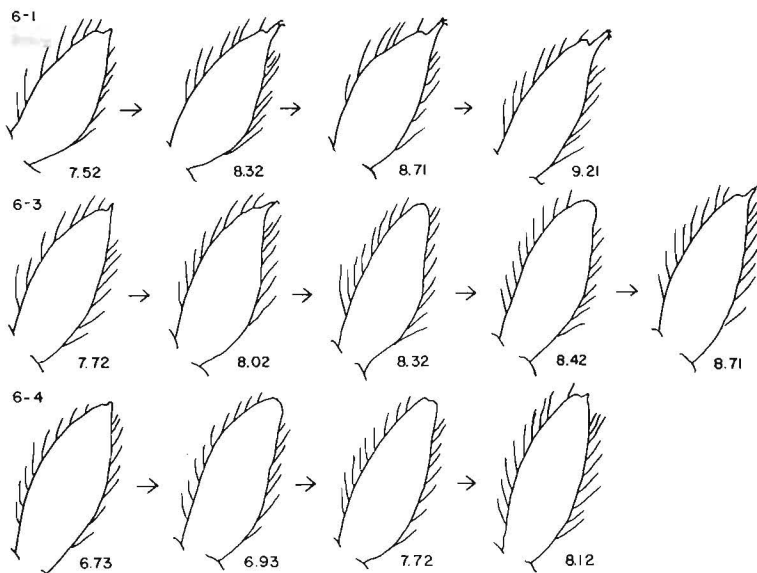 6-1
7.52 → 8.32 → 8.71 → 9.21
6-3
7.72 → 8.02 → 8.32 → 8.42 → 8.71
6-4
6.73 → 6.93 → 7.72 → 8.12